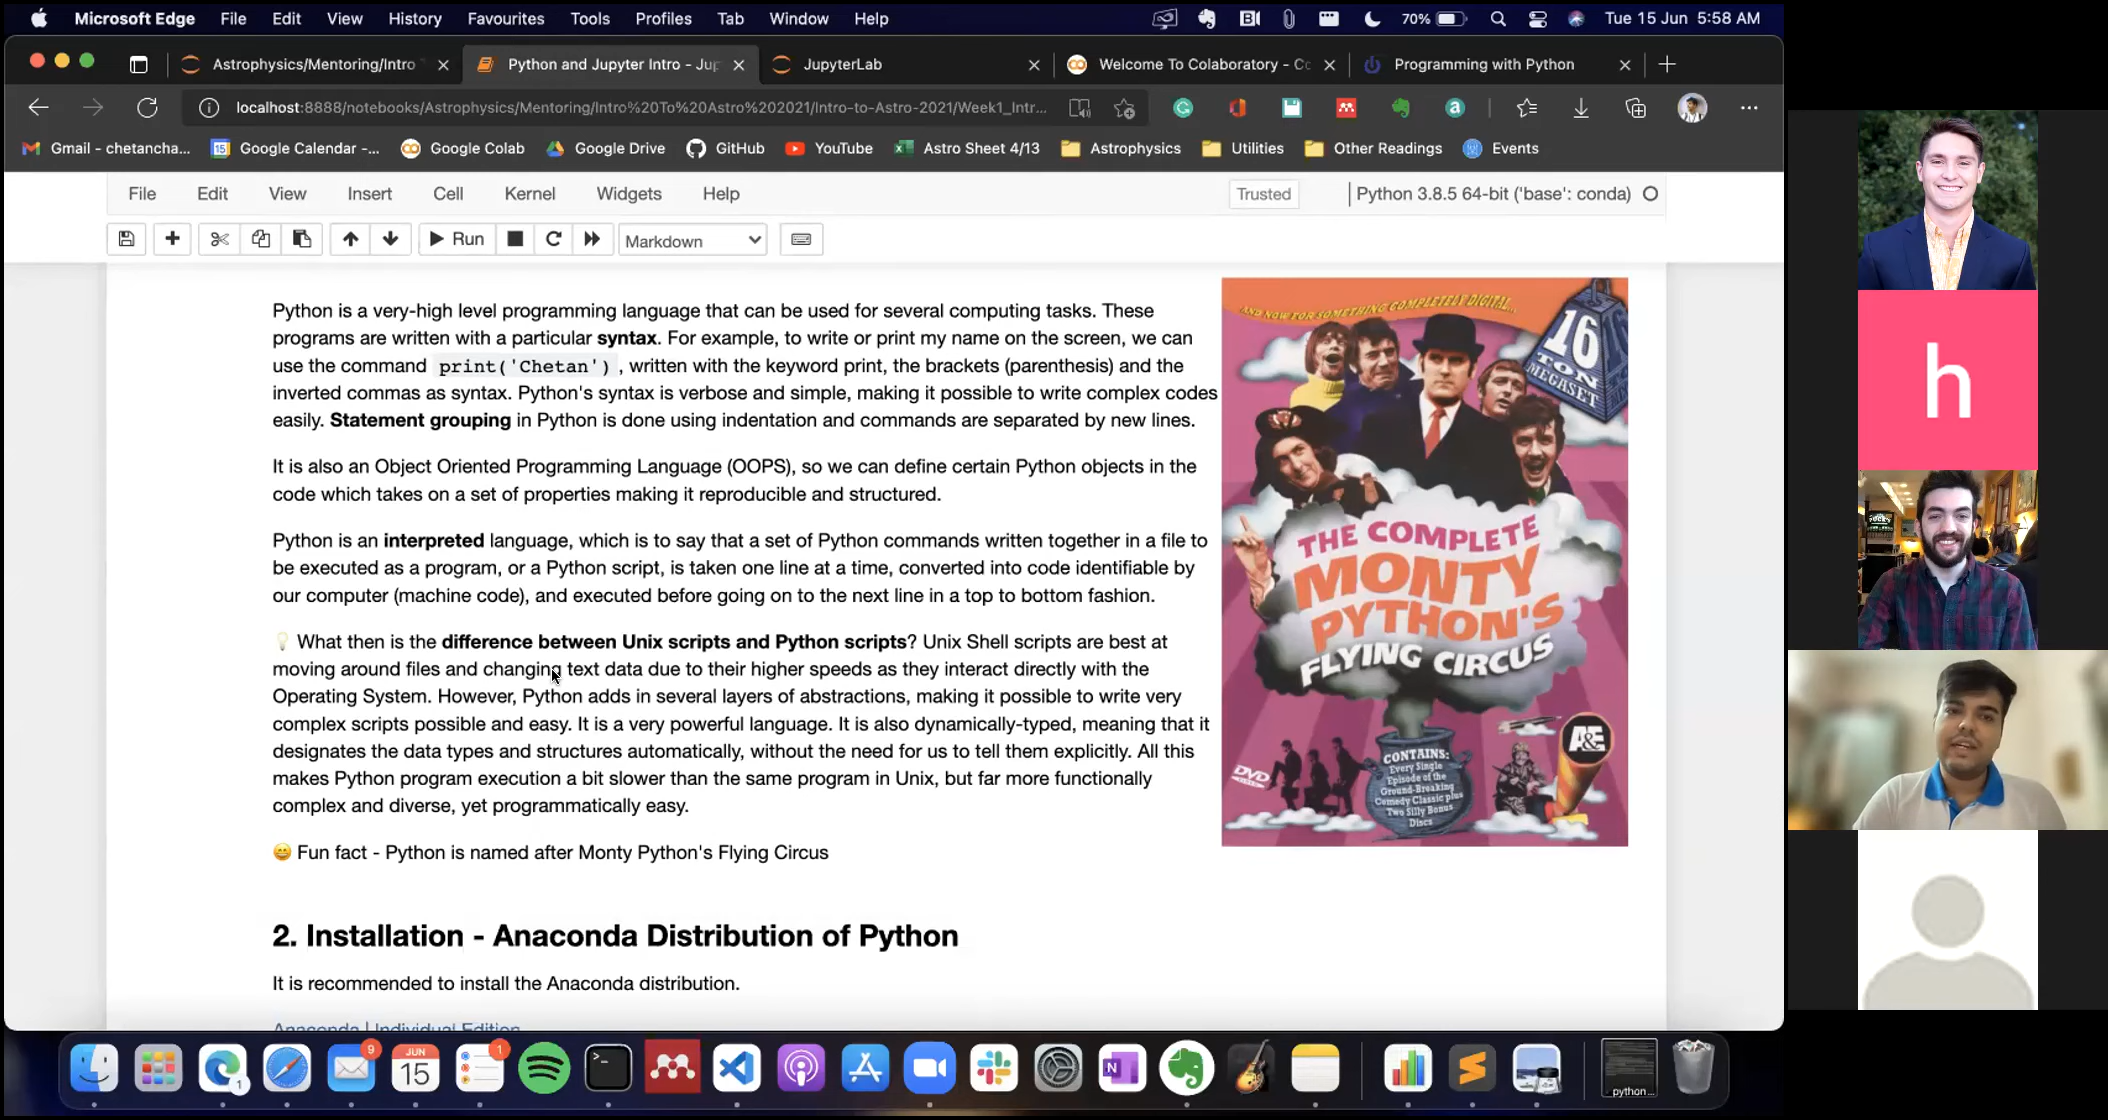 Microsoft Edge File Edit View History Favourites Tools Profiles Tab Window Help 70% Tue 15 Jun 5:58 AM
Astrophysics/Mentoring/Intro Python and Jupyter Intro - Jup JupyterLab Welcome To Colaboratory - Co Programming with Python
localhost:8888/notebooks/Astrophysics/Mentoring/Intro%20To%20Astro%202021/Intro-to-Astro-2021/Week1_Intr...
Gmail - chetancha... 15 Google Calendar -... Google Colab Google Drive GitHub YouTube Astro Sheet 4/13 Astrophysics Utilities Other Readings Events
File Edit View Insert Cell Kernel Widgets Help Trusted Python 3.8.5 64-bit ('base': conda)
Run Markdown
Python is a very-high level programming language that can be used for several computing tasks. These
programs are written with a particular syntax. For example, to write or print my name on the screen, we can
use the command print('Chetan') , written with the keyword print, the brackets (parenthesis) and the
inverted commas as syntax. Python's syntax is verbose and simple, making it possible to write complex codes
easily. Statement grouping in Python is done using indentation and commands are separated by new lines.
It is also an Object Oriented Programming Language (OOPS), so we can define certain Python objects in the
code which takes on a set of properties making it reproducible and structured.
Python is an interpreted language, which is to say that a set of Python commands written together in a file to
be executed as a program, or a Python script, is taken one line at a time, converted into code identifiable by
our computer (machine code), and executed before going on to the next line in a top to bottom fashion.
💡 What then is the difference between Unix scripts and Python scripts? Unix Shell scripts are best at
moving around files and changing text data due to their higher speeds as they interact directly with the
Operating System. However, Python adds in several layers of abstractions, making it possible to write very
complex scripts possible and easy. It is a very powerful language. It is also dynamically-typed, meaning that it
designates the data types and structures automatically, without the need for us to tell them explicitly. All this
makes Python program execution a bit slower than the same program in Unix, but far more functionally
complex and diverse, yet programmatically easy.
😄 Fun fact - Python is named after Monty Python's Flying Circus
2. Installation - Anaconda Distribution of Python
It is recommended to install the Anaconda distribution.
Anaconda | Individual Edition
AND NOW FOR SOMETHING COMPLETELY DIGITAL...
16
TON
MEGASET
THE COMPLETE
MONTY
PYTHON'S
FLYING CIRCUS
A&E
DVD
CONTAINS:
Every Single
Episode of the
Ground-Breaking
Comedy Classic plus
Two Silly Bonus
Discs
h
9
JUN
15
1
1
N
python...